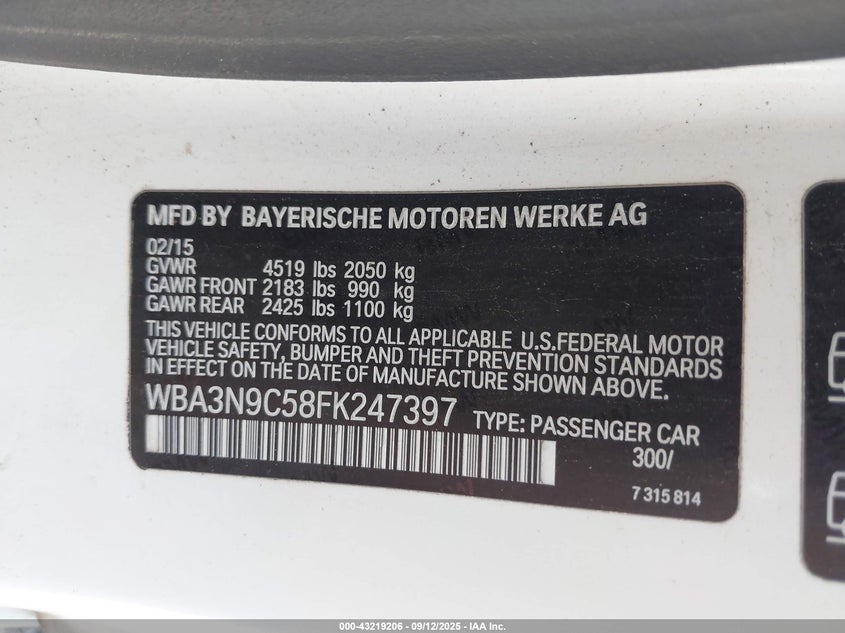 MFD BY BAYERISCHE MOTOREN WERKE AG
02/15
GVWR 4519 lbs 2050 kg
GAWR FRONT 2183 lbs 990 kg
GAWR REAR 2425 lbs 1100 kg
THIS VEHICLE CONFORMS TO ALL APPLICABLE U.S.FEDERAL MOTOR
VEHICLE SAFETY, BUMPER AND THEFT PREVENTION STANDARDS
IN EFFECT ON THE DATE OF MANUFACTURE SHOWN ABOVE.
WBA3N9C58FK247397 TYPE: PASSENGER CAR
300/
7 315 814
000-43219206 - 09/12/2025 - IAA Inc.